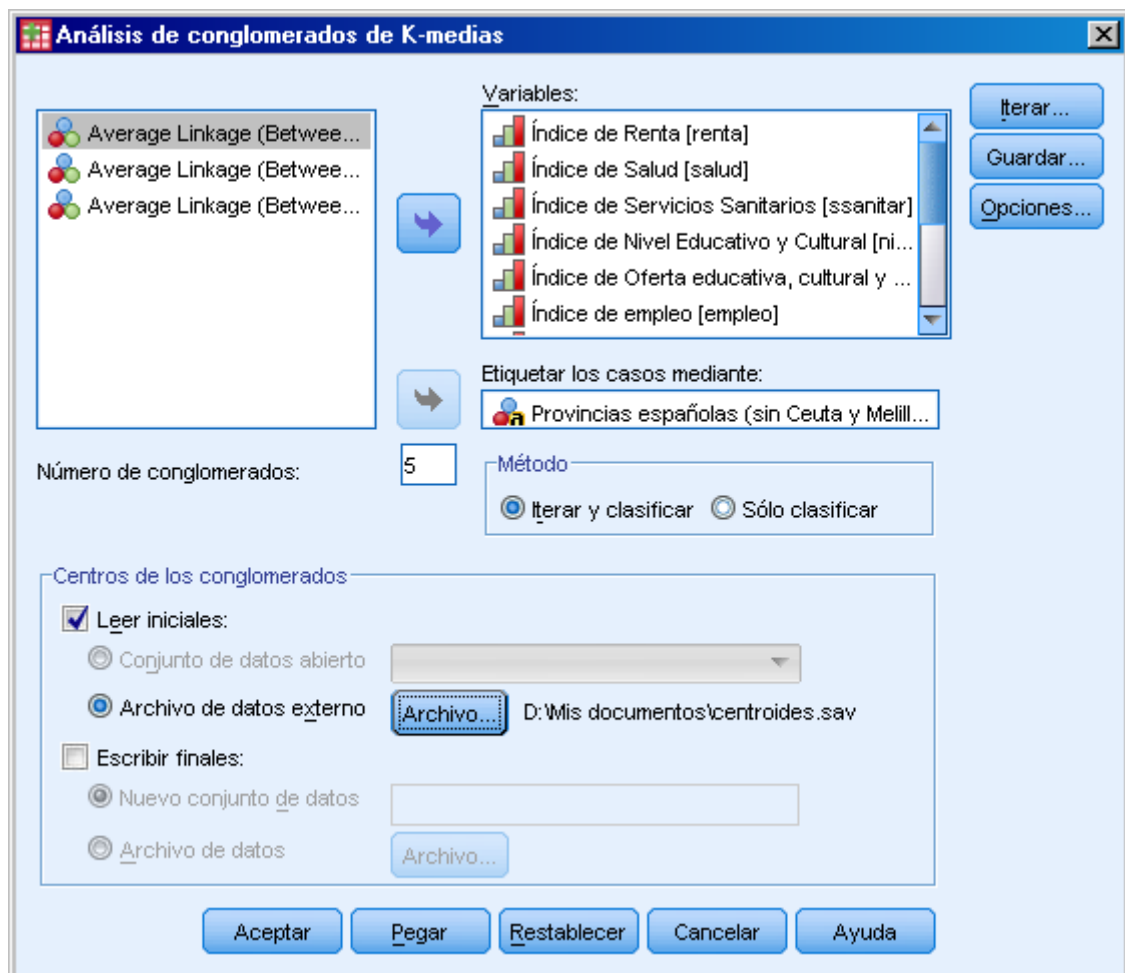 Análisis de conglomerados de K-medias
Variables:
Average Linkage (Betwee...
Average Linkage (Betwee...
Average Linkage (Betwee...
Índice de Renta [renta]
Índice de Salud [salud]
Índice de Servicios Sanitarios [ssanitar]
Índice de Nivel Educativo y Cultural [ni...
Índice de Oferta educativa, cultural y ...
Índice de empleo [empleo]
Iterar...
Guardar...
Opciones...
Etiquetar los casos mediante:
a Provincias españolas (sin Ceuta y Melill...
Número de conglomerados: 5
Método
Iterar y clasificar Sólo clasificar
Centros de los conglomerados
Leer iniciales:
Conjunto de datos abierto
Archivo de datos externo Archivo... D:\Mis documentos\centroides.sav
Escribir finales:
Nuevo conjunto de datos
Archivo de datos Archivo...
Aceptar Pegar Restablecer Cancelar Ayuda